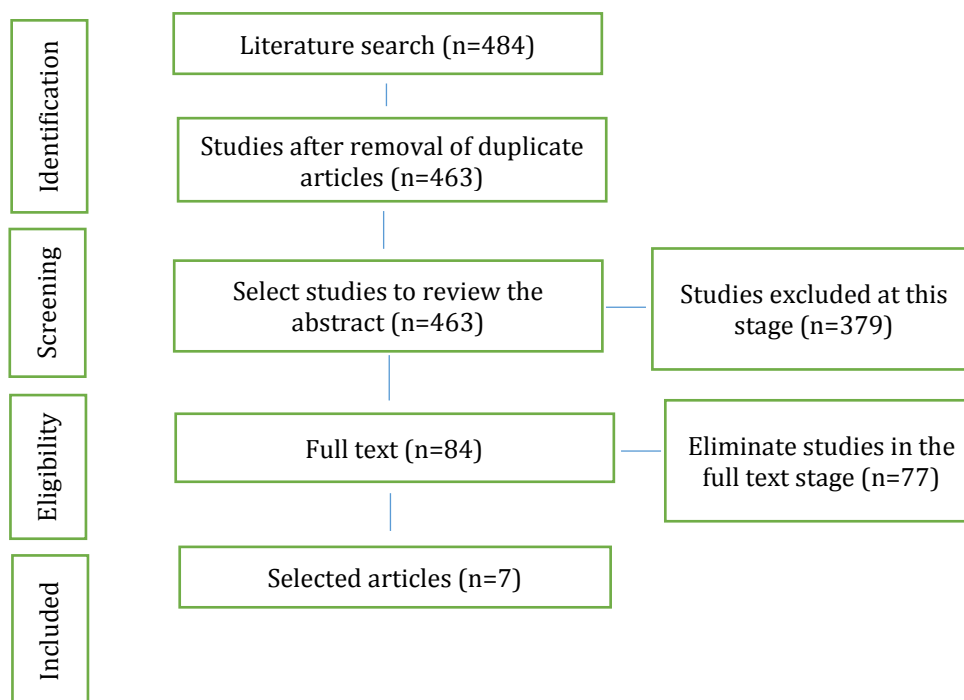 Identification
Literature search (n=484)
Studies after removal of duplicate
articles (n=463)
Screening
Select studies to review the
abstract (n=463)
Studies excluded at this
stage (n=379)
Eligibility
Full text (n=84)
Eliminate studies in the
full text stage (n=77)
Included
Selected articles (n=7)